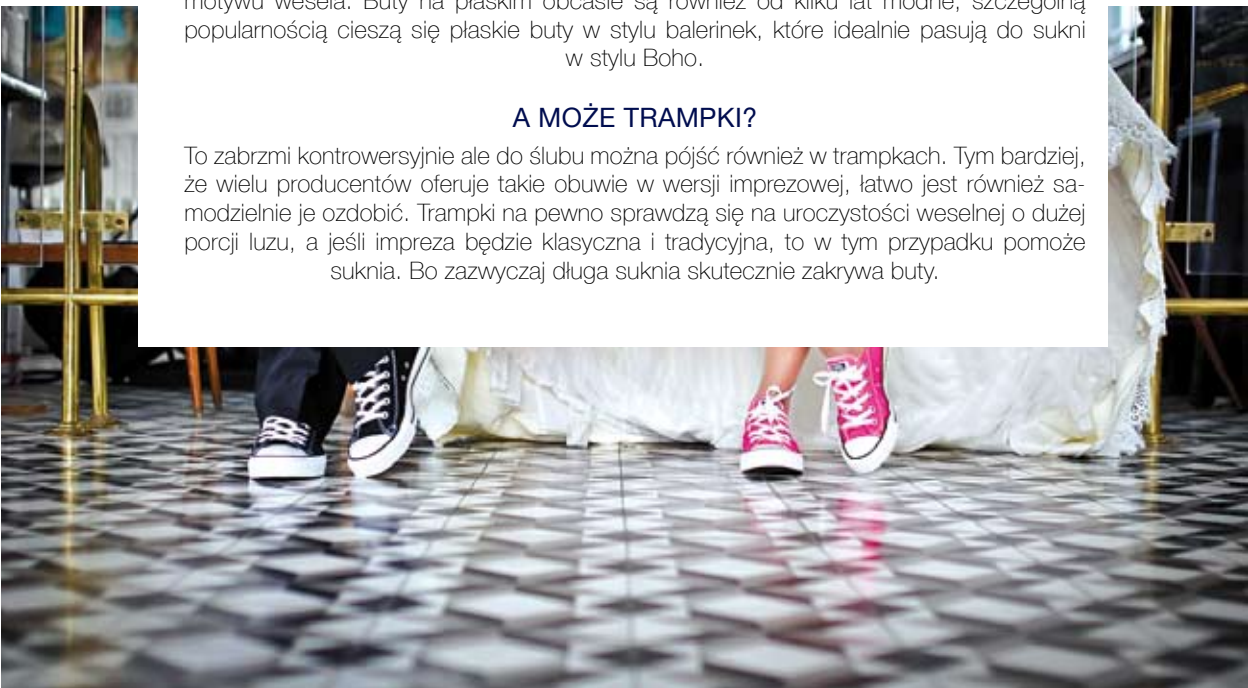 motywu wesela. Buty na płaskim obcasie są również od kilku lat modne, szczególną
popularnością cieszą się płaskie buty w stylu balerinek, które idealnie pasują do sukni
w stylu Boho.
A MOŻE TRAMPKI?
To zabrzmi kontrowersyjnie ale do ślubu można pójść również w trampkach. Tym bardziej,
że wielu producentów oferuje takie obuwie w wersji imprezowej, łatwo jest również sa-
modzielnie je ozdobić. Trampki na pewno sprawdzą się na uroczystości weselnej o dużej
porcji luzu, a jeśli impreza będzie klasyczna i tradycyjna, to w tym przypadku pomoże
suknia. Bo zazwyczaj długa suknia skutecznie zakrywa buty.